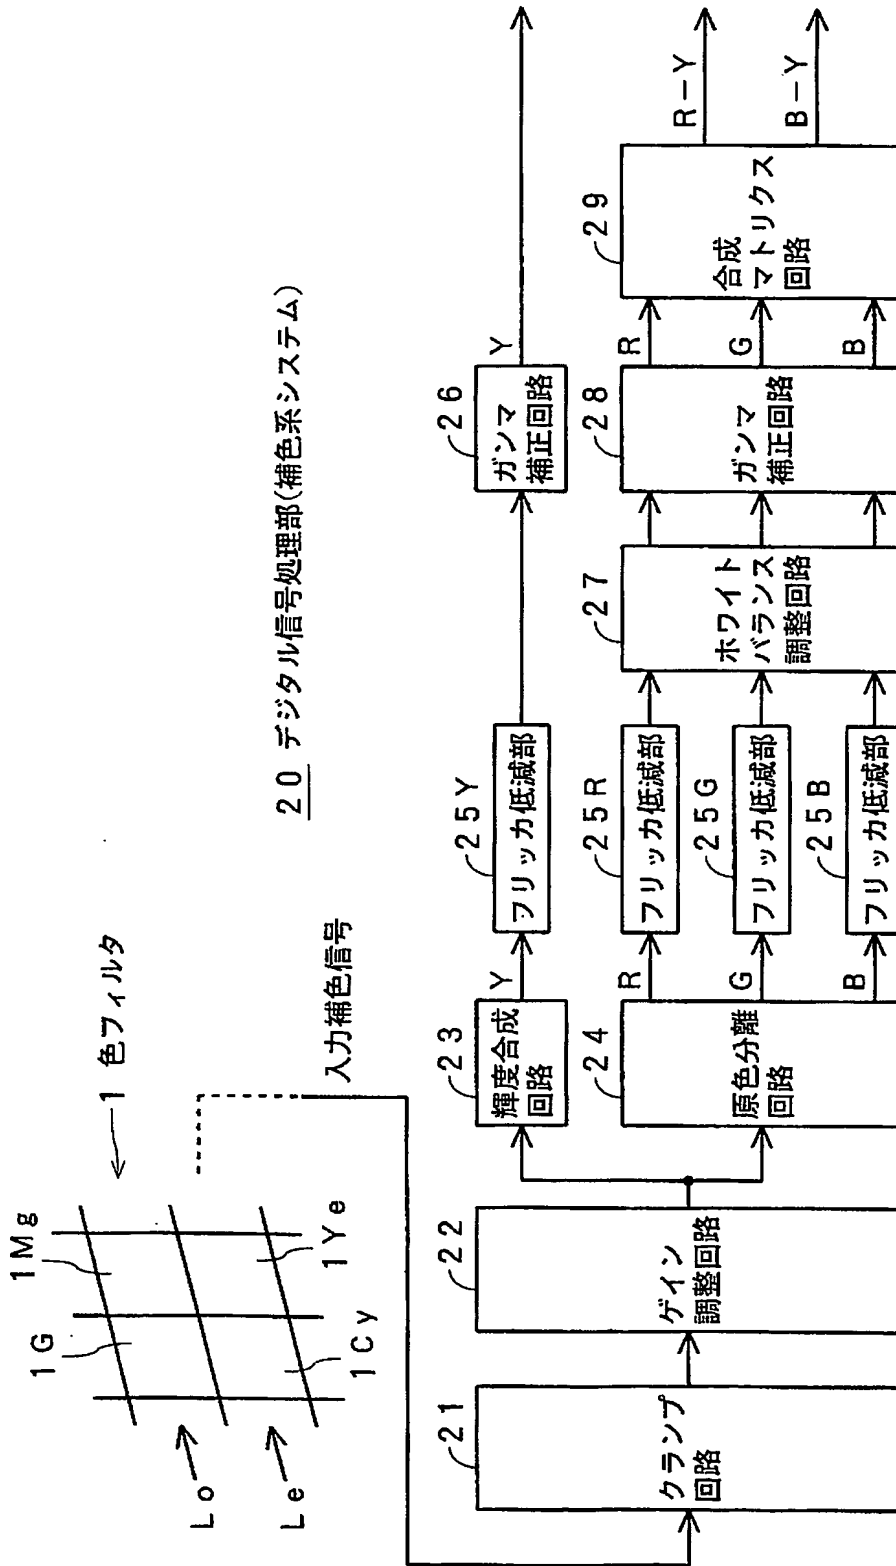 ２０ デジタル信号処理部(補色系システム)
１ 色フィルタ
１Mg
１G
１Ye
１Cy
Lo
Le
入力補色信号
２１
クランプ
回路
２２
ゲイン
調整回路
２３
輝度合成
回路
Y
２５Y
フリッカ低減部
２６
ガンマ
補正回路
Y
２４
原色分離
回路
R
G
B
２５R
フリッカ低減部
２５G
フリッカ低減部
２５B
フリッカ低減部
２７
ホワイト
バランス
調整回路
２８
ガンマ
補正回路
R
G
B
２９
合成
マトリクス
回路
R－Y
B－Y